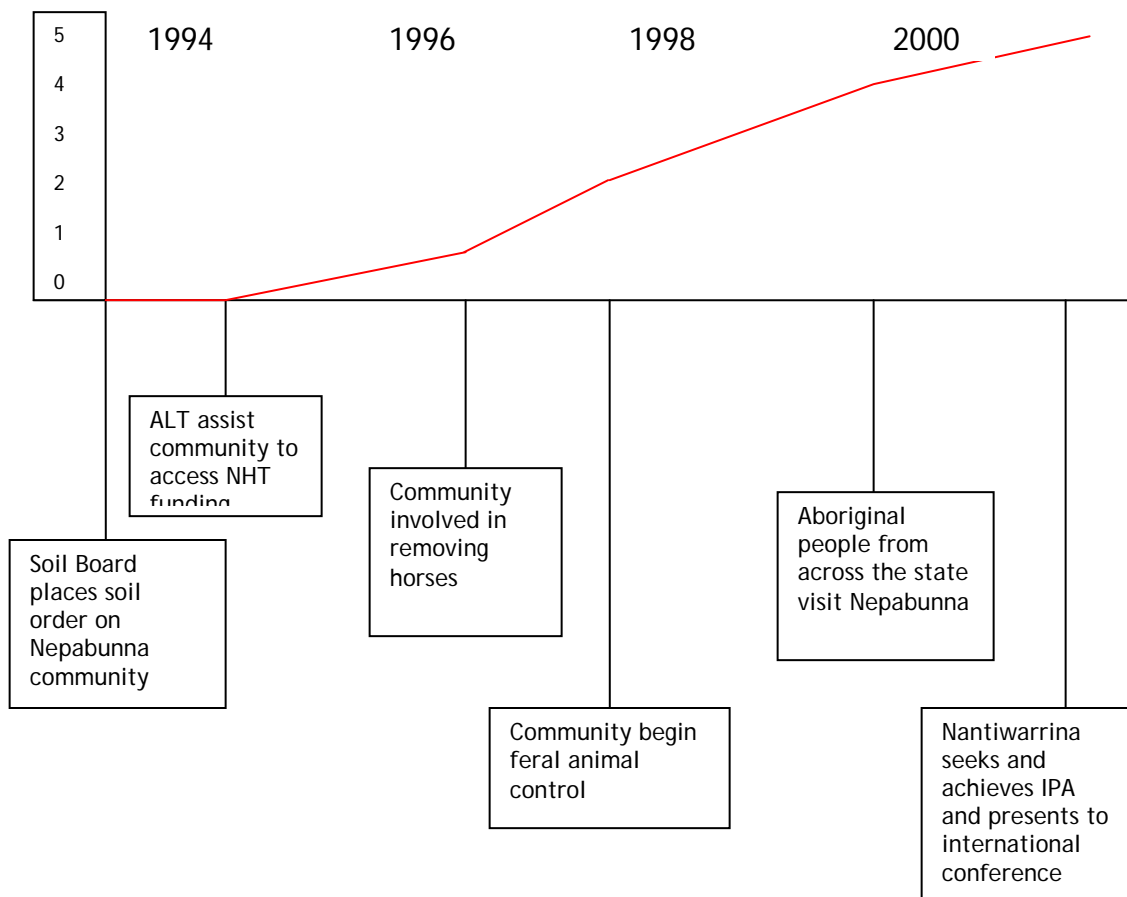 5
4
3
2
1
0
1994 1996 1998 2000
ALT assist
community to
access NHT
funding
Community
involved in
removing
horses
Aboriginal
people from
across the state
visit Nepabunna
Soil Board
places soil
order on
Nepabunna
community
Community begin
feral animal
control
Nantiwarrina
seeks and
achieves IPA
and presents to
international
conference